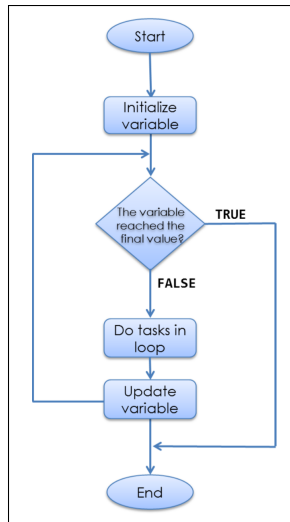 Start
Initialize
variable
The variable
reached the
final value?
TRUE
FALSE
Do tasks in
loop
Update
variable
End